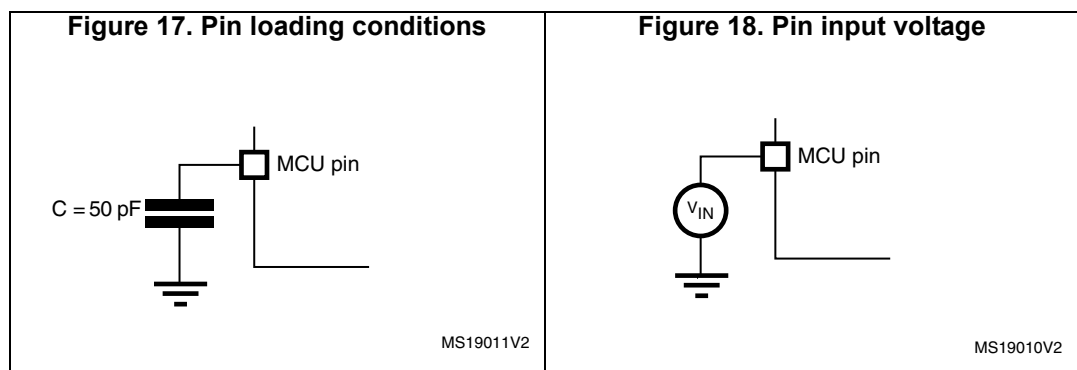 Figure 17. Pin loading conditions
MCU pin
C = 50 pF
MS19011V2
Figure 18. Pin input voltage
MCU pin
VIN
MS19010V2